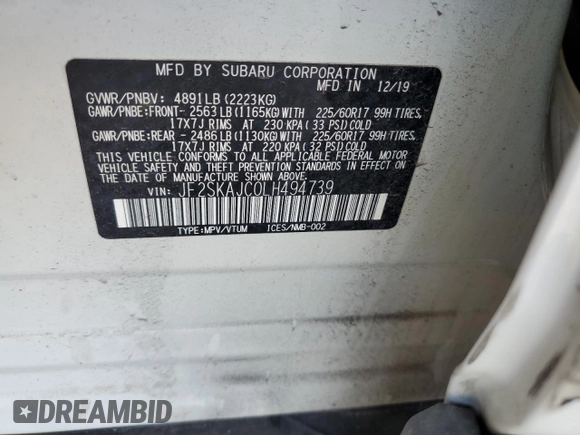 MFD BY SUBARU CORPORATION
MFD IN 12/19
GVWR/PNBV: 4891LB (2223KG)
GAWR/PNBE:FRONT- 2563LB (1165KG)WITH 225/60R17 99H TIRES,
17X7J RIMS AT 230 KPA (33 PSI)COLD
GAWR/PNBE:REAR - 2486LB (1130KG)WITH 225/60R17 99H TIRES,
17X7J RIMS AT 220 KPA (32 PSI)COLD
THIS VEHICLE CONFORMS TO ALL APPLICABLE FEDERAL MOTOR
VEHICLE SAFETY AND THEFT PREVENTION STANDARDS IN EFFECT ON
THE DATE OF MANUFACTURE SHOWN ABOVE.
VIN: JF2SKAJC0LH494739
TYPE:MPV/VTUM ICES/NMB-002
DREAMBID